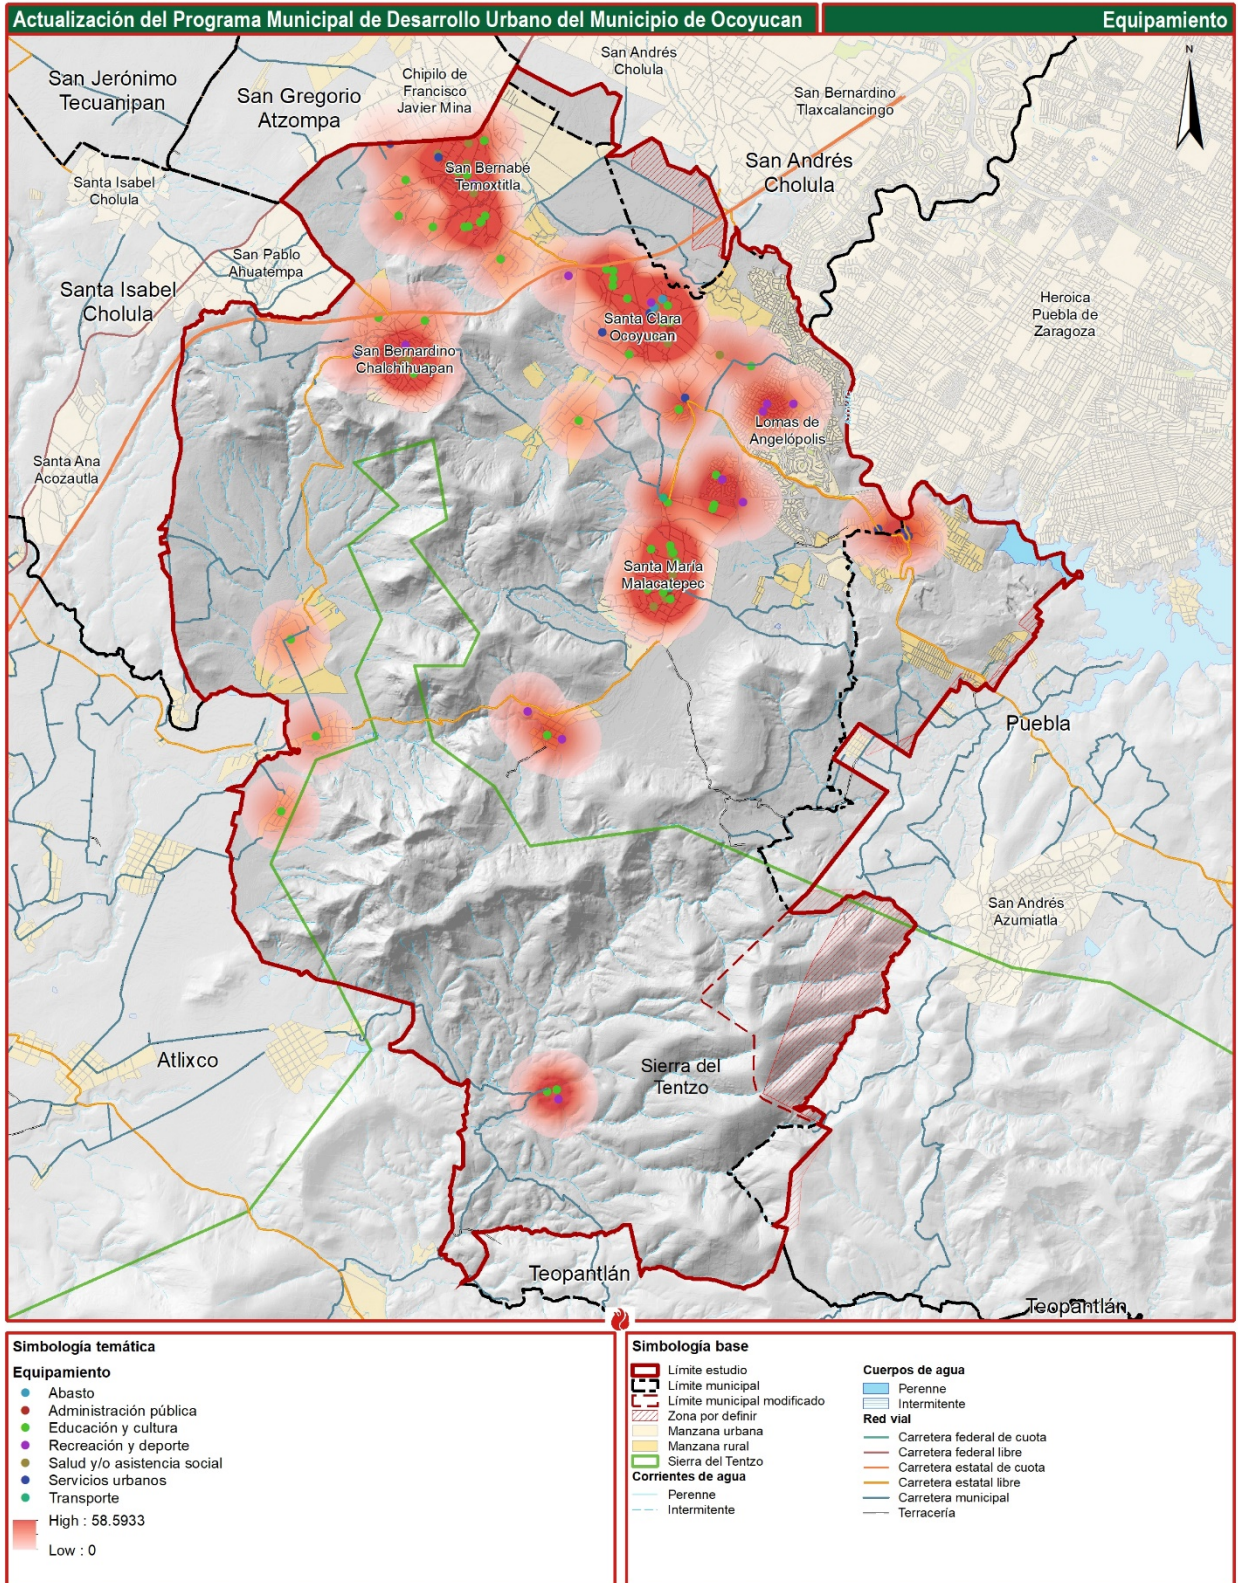 Actualización del Programa Municipal de Desarrollo Urbano del Municipio de Ocoyucan
Equipamiento
San Jerónimo
Tecuanipan
San Gregorio
Atzompa
Chipilo de
Francisco
Javier Mina
San Andrés
Cholula
San Bernardino
Tlaxcalancingo
N
San Andrés
Cholula
Santa Isabel
Cholula
San Bernabé
Temoxtitla
San Pablo
Ahuatempa
Santa Isabel
Cholula
Heroica
Puebla de
Zaragoza
Santa Clara
Ocoyucan
San Bernardino
Chalchihuapan
Lomas de
Angelópolis
Santa Ana
Acozautla
Santa María
Malacatepec
Puebla
San Andrés
Azumiatla
Atlixco
Sierra del
Tentzo
Teopantlán
Teopantlán
Simbología temática
Equipamiento
Abasto
Administración pública
Educación y cultura
Recreación y deporte
Salud y/o asistencia social
Servicios urbanos
Transporte
High : 58.5933
Low : 0
Simbología base
Límite estudio
Límite municipal
Límite municipal modificado
Zona por definir
Manzana urbana
Manzana rural
Sierra del Tentzo
Corrientes de agua
Perenne
Intermitente
Cuerpos de agua
Perenne
Intermitente
Red vial
Carretera federal de cuota
Carretera federal libre
Carretera estatal de cuota
Carretera estatal libre
Carretera municipal
Terracería